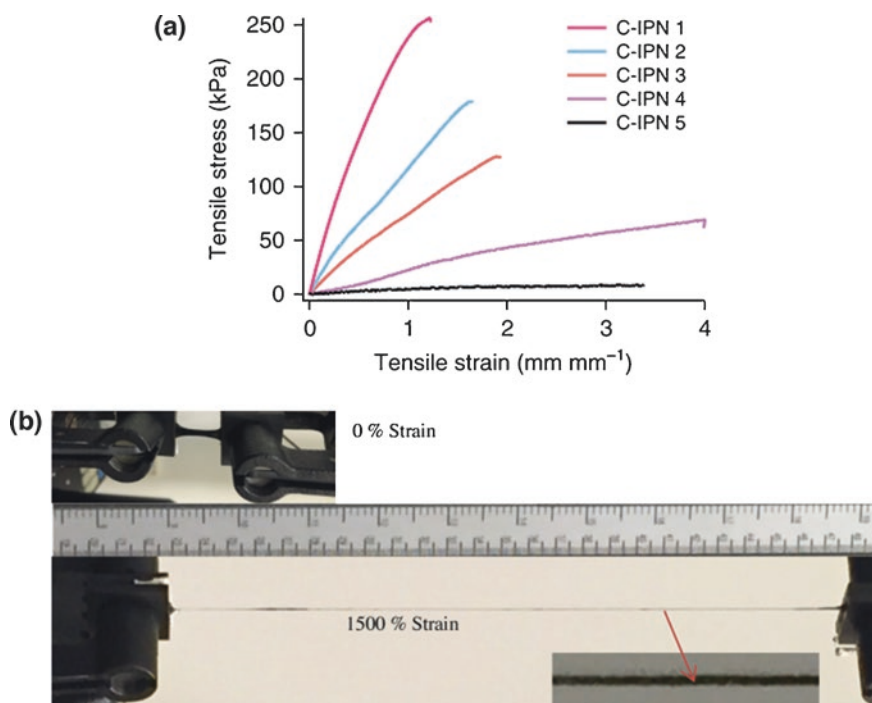 (a)
C-IPN 1
C-IPN 2
C-IPN 3
C-IPN 4
C-IPN 5
Tensile stress (kPa)
250
200
150
100
50
0
0 1 2 3 4
Tensile strain (mm mm⁻¹)
(b)
0 % Strain
1500 % Strain